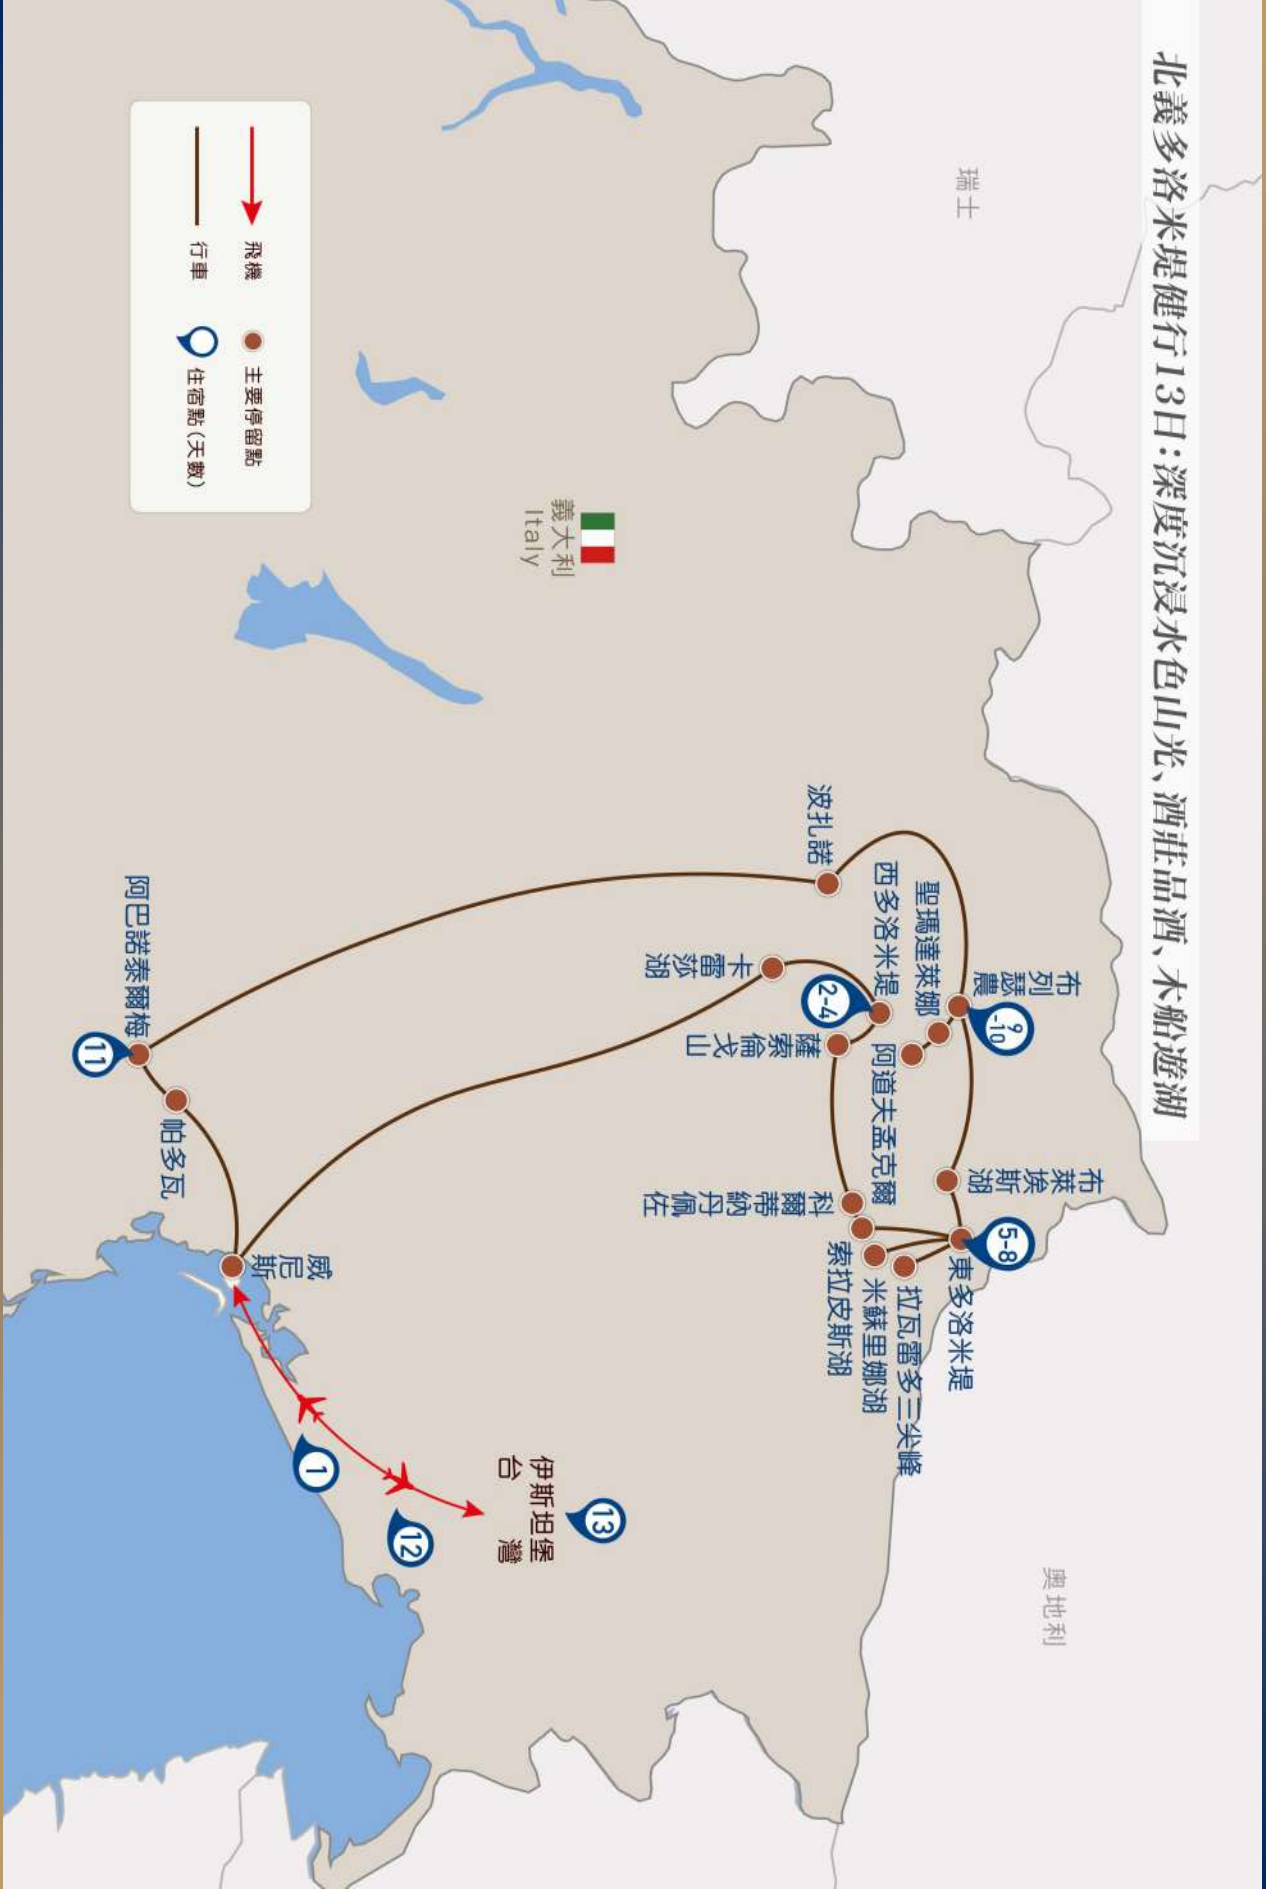 北義多洛米堤健行13日：深度沉浸水色山光、酒莊品酒、木船遊湖
瑞士
奧地利
義大利
Italy
布列瑟農
9-10
聖瑪達萊娜
阿道夫孟克爾
西多洛米堤
2-4
波扎諾
卡雷莎湖
薩索倫戈山
布萊埃斯湖
5-8
東多洛米堤
拉瓦雷多三尖峰
米蘇里娜湖
索拉皮斯湖
科爾蒂納丹佩佐
13
伊斯坦堡
台灣
12
1
威尼斯
帕多瓦
阿巴諾泰爾梅
11
飛機
主要停留點
行車
住宿點(天數)